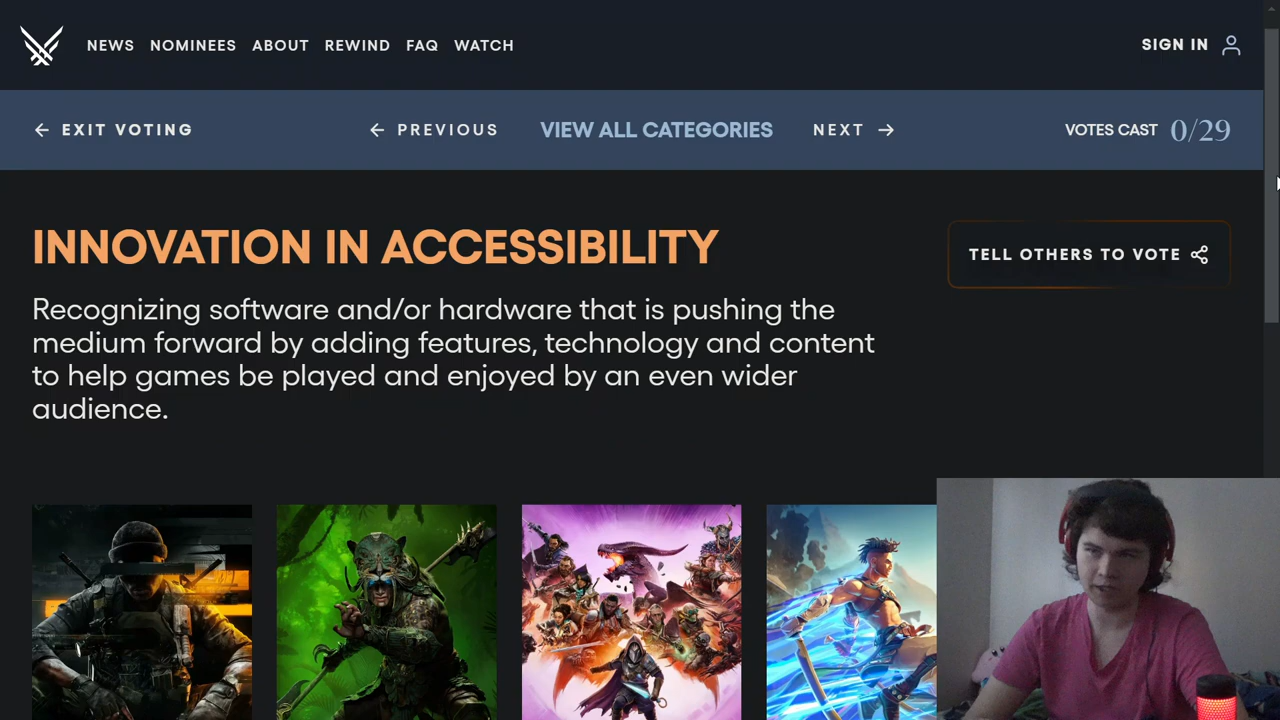 NEWS NOMINEES ABOUT REWIND FAQ WATCH SIGN IN
EXIT VOTING PREVIOUS VIEW ALL CATEGORIES NEXT VOTES CAST 0/29
INNOVATION IN ACCESSIBILITY
TELL OTHERS TO VOTE
Recognizing software and/or hardware that is pushing the
medium forward by adding features, technology and content
to help games be played and enjoyed by an even wider
audience.